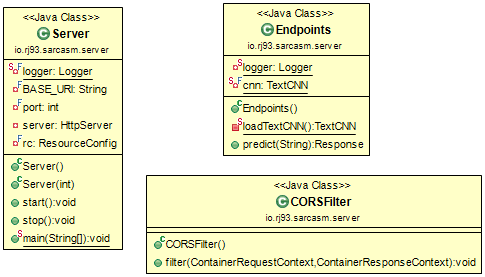 <<Java Class>>
Server
io.rj93.sarcasm.server
logger: Logger
BASE_URI: String
port: int
server: HttpServer
rc: ResourceConfig
Server()
Server(int)
start():void
stop():void
main(String[]):void
<<Java Class>>
Endpoints
io.rj93.sarcasm.server
logger: Logger
cnn: TextCNN
Endpoints()
loadTextCNN():TextCNN
predict(String):Response
<<Java Class>>
CORSFilter
io.rj93.sarcasm.server
CORSFilter()
filter(ContainerRequestContext,ContainerResponseContext):void